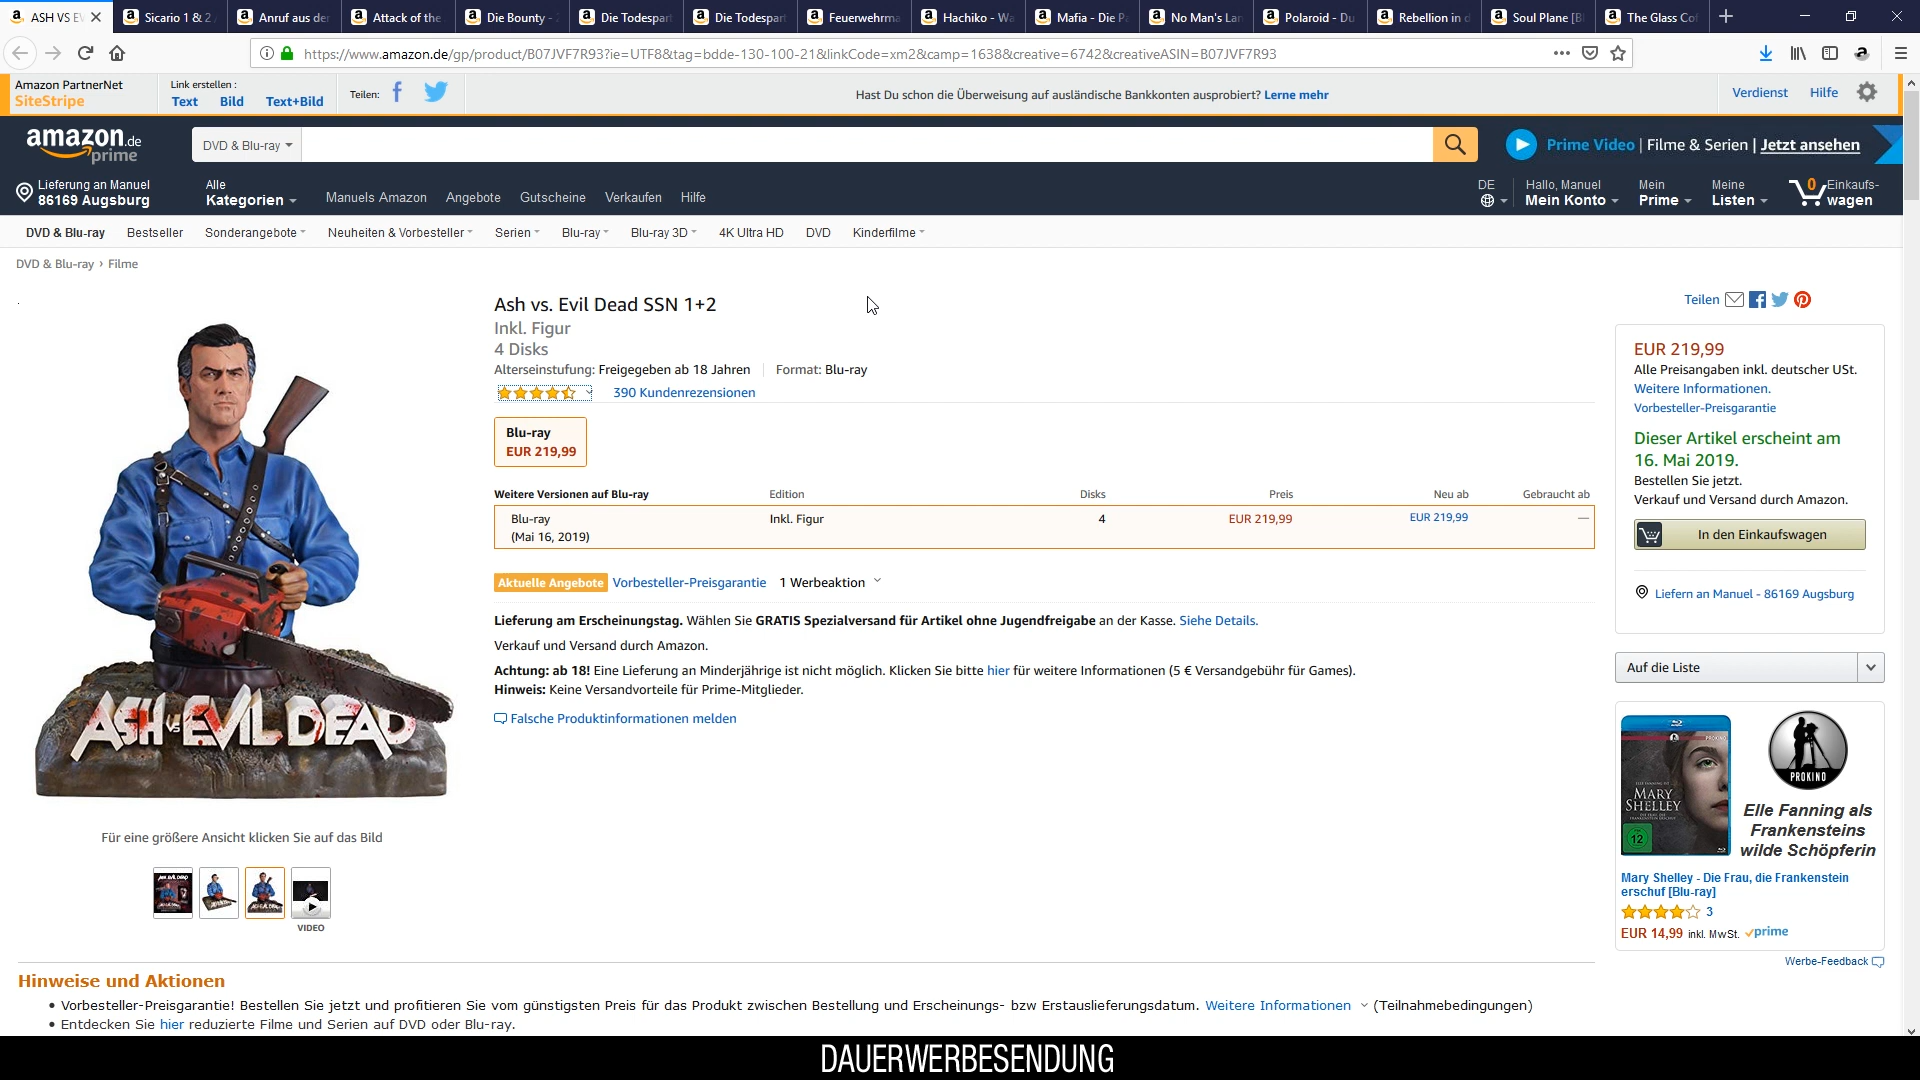 ASH VS EV
Sicario 1 & 2
Anruf aus der
Attack of the
Die Bounty -
Die Todespart
Die Todespart
Feuerwehrma
Hachiko - Wa
Mafia - Die Pa
No Man's Lan
Polaroid - Du
Rebellion in d
Soul Plane [B
The Glass Cof
https://www.amazon.de/gp/product/B07JVF7R93?ie=UTF8&tag=bdde-130-100-21&linkCode=xm2&camp=1638&creative=6742&creativeASIN=B07JVF7R93
Amazon PartnerNet
SiteStripe
Link erstellen :
Text Bild Text+Bild
Teilen:
Hast Du schon die Überweisung auf ausländische Bankkonten ausprobiert? Lerne mehr
Verdienst Hilfe
amazon.de
prime
DVD & Blu-ray
Prime Video | Filme & Serien | Jetzt ansehen
Lieferung an Manuel
86169 Augsburg
Alle
Kategorien
Manuels Amazon Angebote Gutscheine Verkaufen Hilfe
DE
Hallo, Manuel
Mein Konto
Mein
Prime
Meine
Listen
0
Einkaufs-
wagen
DVD & Blu-ray Bestseller Sonderangebote Neuheiten & Vorbesteller Serien Blu-ray Blu-ray 3D 4K Ultra HD DVD Kinderfilme
DVD & Blu-ray › Filme
ASH vs EVIL DEAD
Für eine größere Ansicht klicken Sie auf das Bild
VIDEO
Ash vs. Evil Dead SSN 1+2
Inkl. Figur
4 Disks
Alterseinstufung: Freigegeben ab 18 Jahren Format: Blu-ray
390 Kundenrezensionen
Blu-ray
EUR 219,99
Weitere Versionen auf Blu-ray Edition Disks Preis Neu ab Gebraucht ab
Blu-ray Inkl. Figur 4 EUR 219,99 EUR 219,99 —
(Mai 16, 2019)
Aktuelle Angebote Vorbesteller-Preisgarantie 1 Werbeaktion
Lieferung am Erscheinungstag. Wählen Sie GRATIS Spezialversand für Artikel ohne Jugendfreigabe an der Kasse. Siehe Details.
Verkauf und Versand durch Amazon.
Achtung: ab 18! Eine Lieferung an Minderjährige ist nicht möglich. Klicken Sie bitte hier für weitere Informationen (5 € Versandgebühr für Games).
Hinweis: Keine Versandvorteile für Prime-Mitglieder.
Falsche Produktinformationen melden
Teilen
EUR 219,99
Alle Preisangaben inkl. deutscher USt.
Weitere Informationen.
Vorbesteller-Preisgarantie
Dieser Artikel erscheint am
16. Mai 2019.
Bestellen Sie jetzt.
Verkauf und Versand durch Amazon.
In den Einkaufswagen
Liefern an Manuel - 86169 Augsburg
Auf die Liste
MARY
SHELLEY
12
PROKINO
Elle Fanning als
Frankensteins
wilde Schöpferin
Mary Shelley - Die Frau, die Frankenstein
erschuf [Blu-ray]
3
EUR 14,99 inkl. MwSt. prime
Werbe-Feedback
Hinweise und Aktionen
• Vorbesteller-Preisgarantie! Bestellen Sie jetzt und profitieren Sie vom günstigsten Preis für das Produkt zwischen Bestellung und Erscheinungs- bzw Erstauslieferungsdatum. Weitere Informationen (Teilnahmebedingungen)
• Entdecken Sie hier reduzierte Filme und Serien auf DVD oder Blu-ray.
DAUERWERBESENDUNG